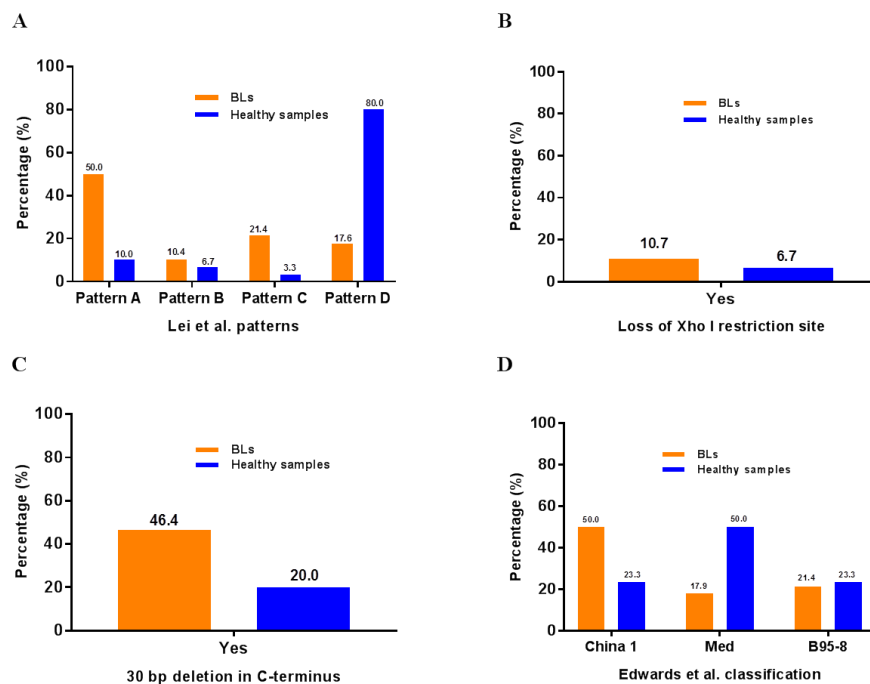 A
Percentage (%)
100
80
60
40
20
0
BLs
Healthy samples
50.0
10.0
10.4
6.7
21.4
3.3
17.6
80.0
Pattern A Pattern B Pattern C Pattern D
Lei et al. patterns
B
Percentage (%)
100
80
60
40
20
0
BLs
Healthy samples
10.7
6.7
Yes
Loss of Xho I restriction site
C
Percentage (%)
100
80
60
40
20
0
BLs
Healthy samples
46.4
20.0
Yes
30 bp deletion in C-terminus
D
Percentage (%)
100
80
60
40
20
0
BLs
Healthy samples
50.0
23.3
17.9
50.0
21.4
23.3
China 1 Med B95-8
Edwards et al. classification